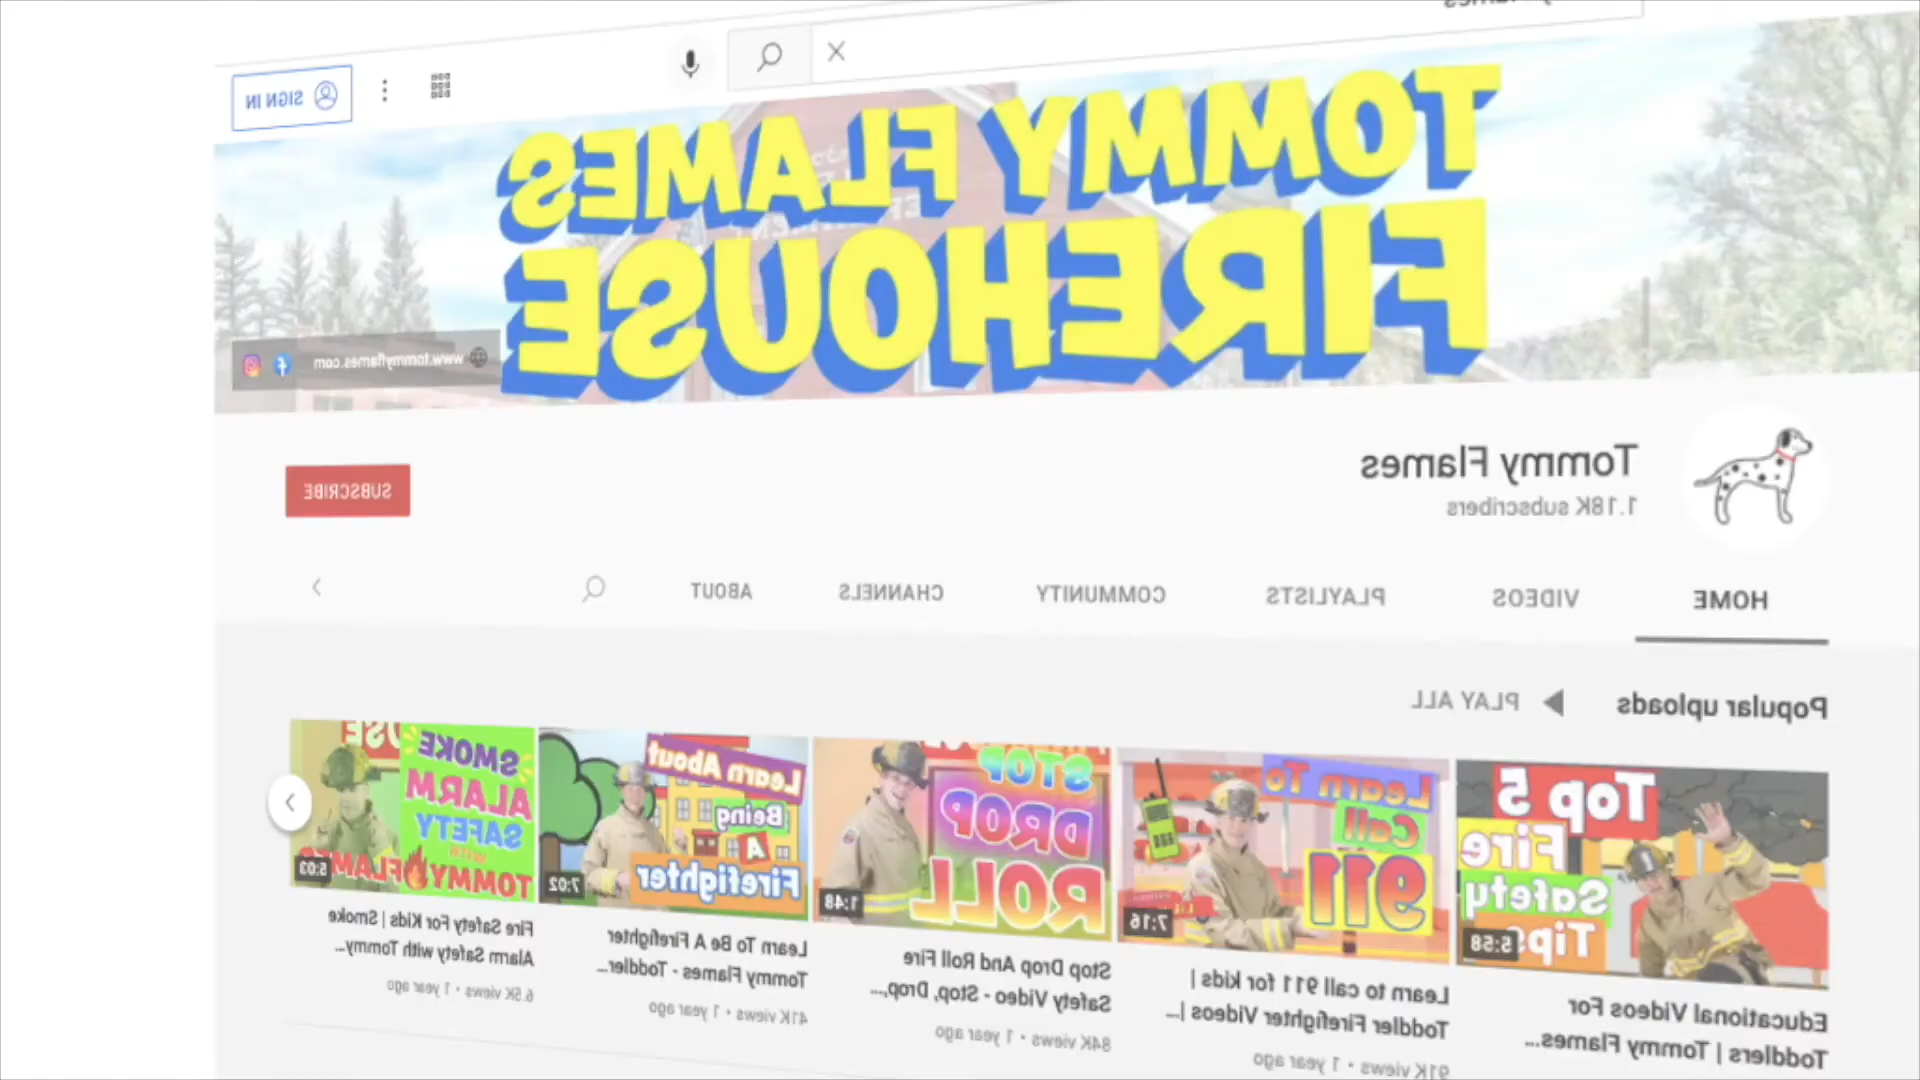 SIGN IN
TOMMY FLAMES
FIREHOUSE
www.tommyflames.com
Tommy Flames
1.18K subscribers
SUBSCRIBE
HOME
VIDEOS
PLAYLISTS
COMMUNITY
CHANNELS
ABOUT
Popular uploads
PLAY ALL
Top 5
Fire
Safety
Tips
5:58
Educational Videos For
Toddlers | Tommy Flames...
Learn To
Call
911
7:16
Learn to call 911 for kids |
Toddler Firefighter Videos |...
91K views • 1 year ago
STOP
DROP
ROLL
1:48
Stop Drop And Roll Fire
Safety Video - Stop, Drop,...
84K views • 1 year ago
Learn About
Being
A
Firefighter
7:02
Learn To Be A Firefighter
Tommy Flames - Toddler...
41K views • 1 year ago
SMOKE
ALARM
SAFETY
WITH
TOMMY FLAMES
5:03
Fire Safety For Kids | Smoke
Alarm Safety with Tommy...
6.5K views • 1 year ago